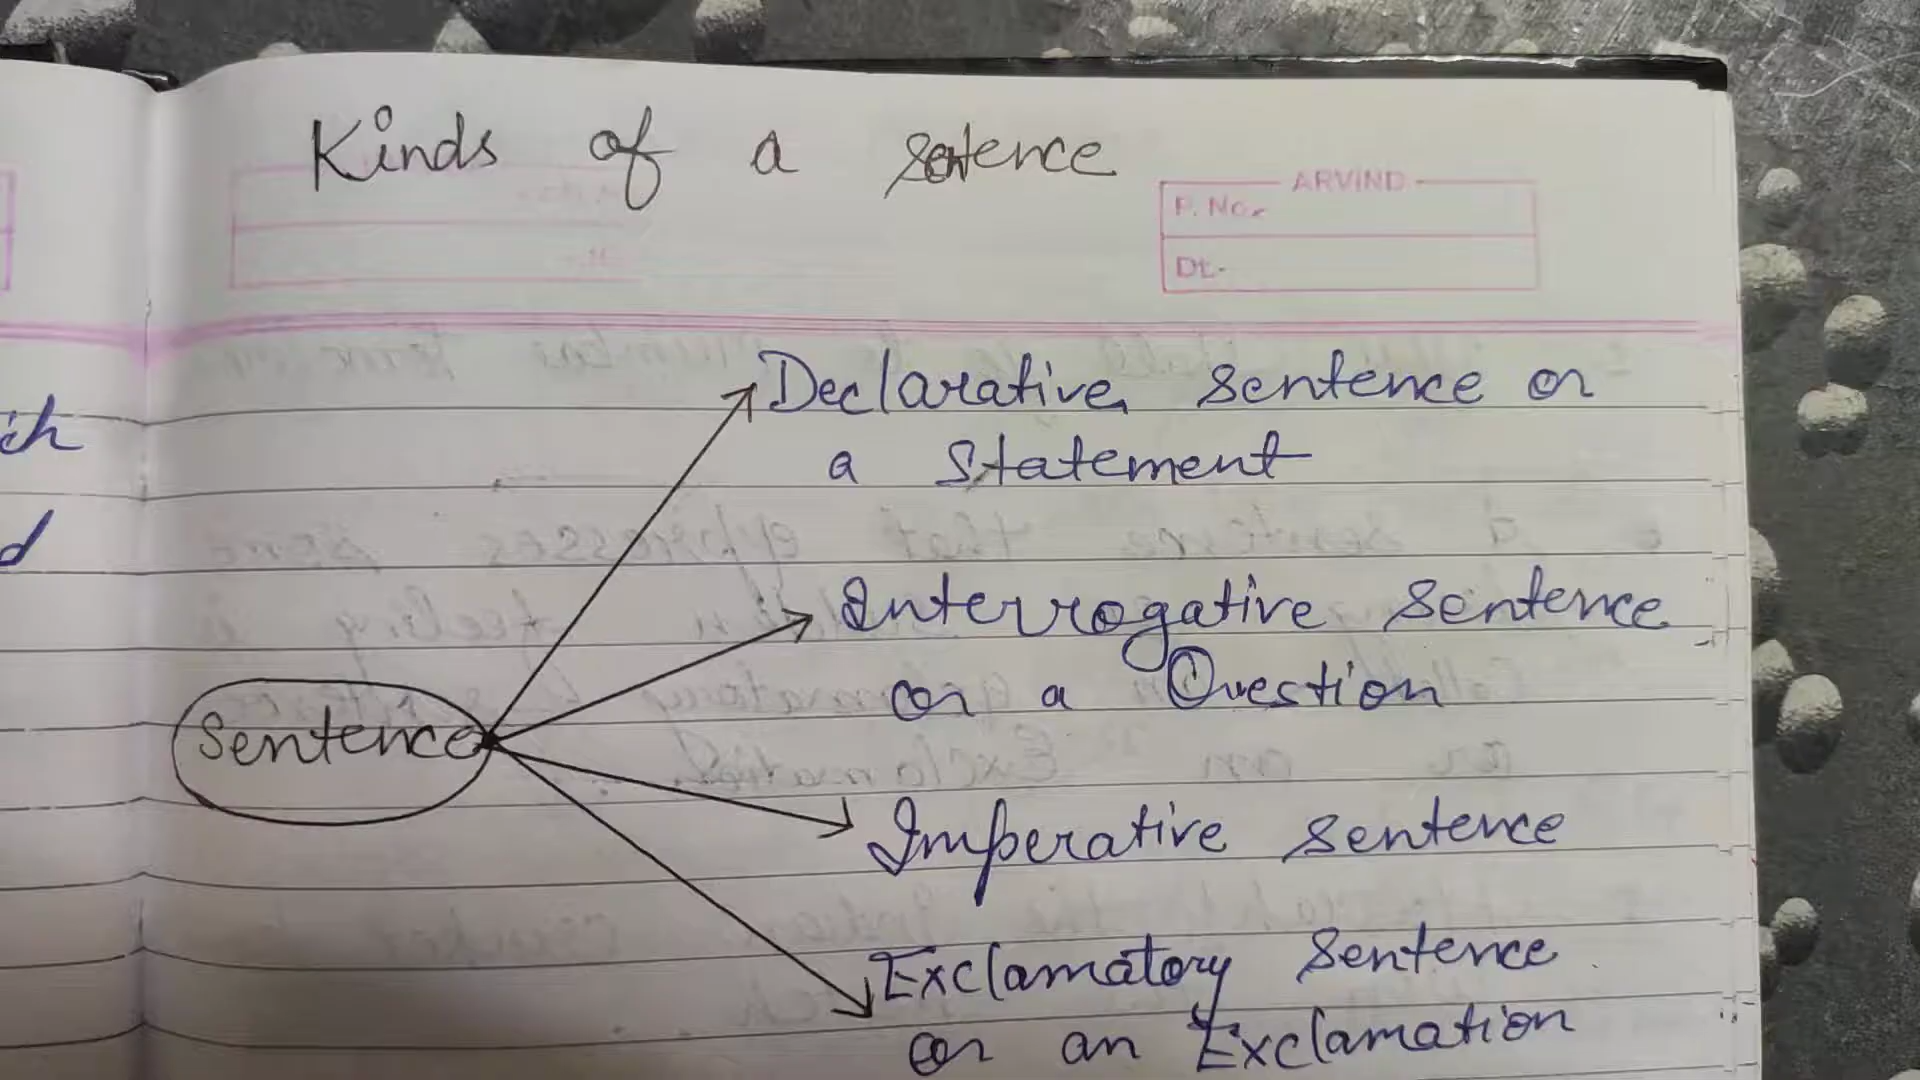 Kinds of a sentence
ARVIND
P. No.
Dt.
Declarative sentence or
a Statement
ch
d
Interrogative sentence
or a Question
Sentence
Imperative sentence
Exclamatory sentence
or an Exclamation